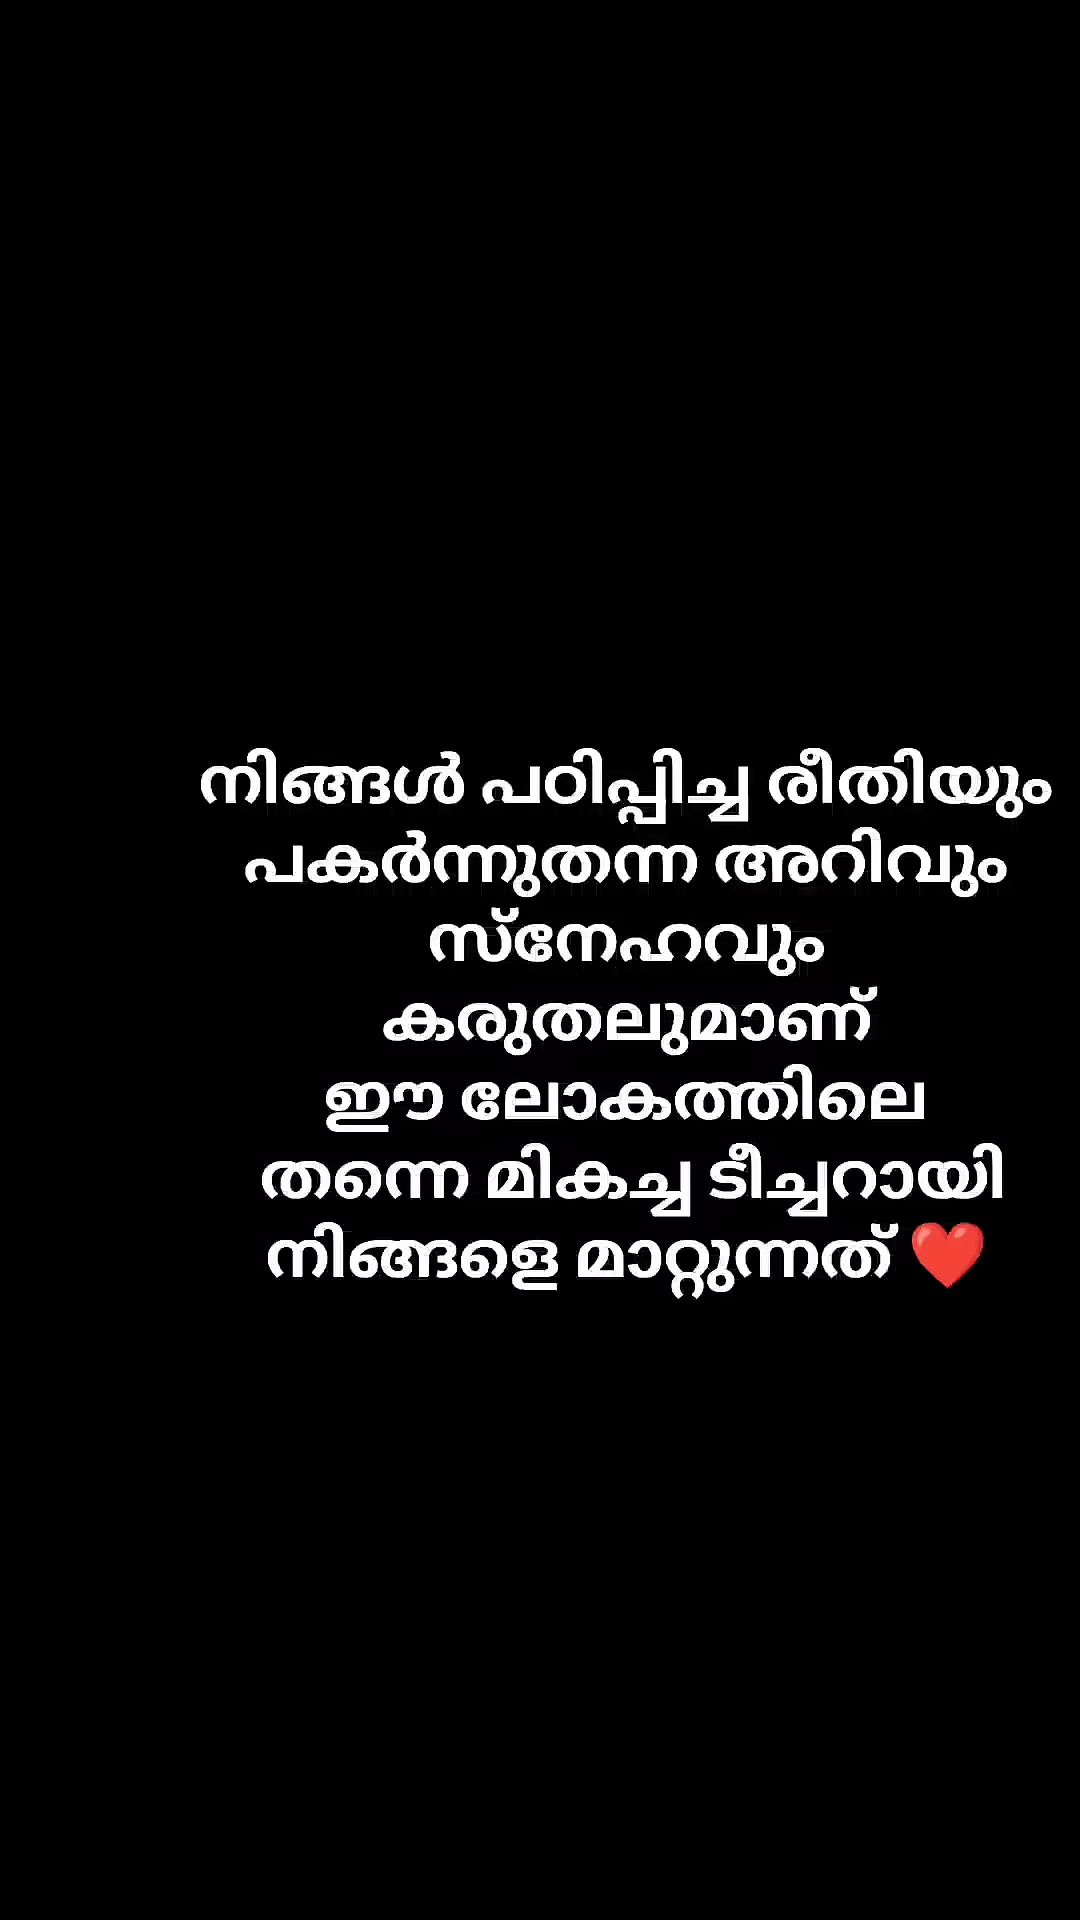 നിങ്ങൾ പഠിപ്പിച്ച രീതിയും
പകർന്നുതന്ന അറിവും
സ്നേഹവും
കരുതലുമാണ്
ഈ ലോകത്തിലെ
തന്നെ മികച്ച ടീച്ചറായി
നിങ്ങളെ മാറ്റുന്നത് ❤️